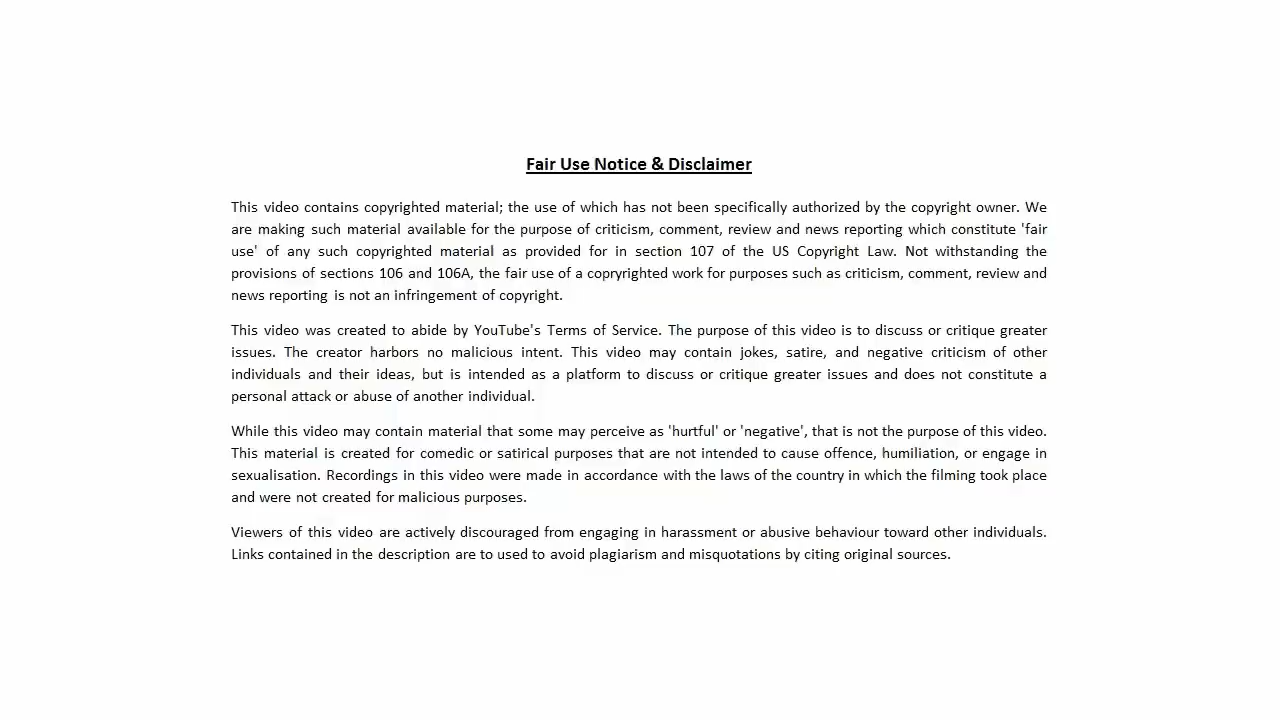 Fair Use Notice & Disclaimer
This video contains copyrighted material; the use of which has not been specifically authorized by the copyright owner. We
are making such material available for the purpose of criticism, comment, review and news reporting which constitute 'fair
use' of any such copyrighted material as provided for in section 107 of the US Copyright Law. Not withstanding the
provisions of sections 106 and 106A, the fair use of a copryrighted work for purposes such as criticism, comment, review and
news reporting is not an infringement of copyright.
This video was created to abide by YouTube's Terms of Service. The purpose of this video is to discuss or critique greater
issues. The creator harbors no malicious intent. This video may contain jokes, satire, and negative criticism of other
individuals and their ideas, but is intended as a platform to discuss or critique greater issues and does not constitute a
personal attack or abuse of another individual.
While this video may contain material that some may perceive as 'hurtful' or 'negative', that is not the purpose of this video.
This material is created for comedic or satirical purposes that are not intended to cause offence, humiliation, or engage in
sexualisation. Recordings in this video were made in accordance with the laws of the country in which the filming took place
and were not created for malicious purposes.
Viewers of this video are actively discouraged from engaging in harassment or abusive behaviour toward other individuals.
Links contained in the description are to used to avoid plagiarism and misquotations by citing original sources.